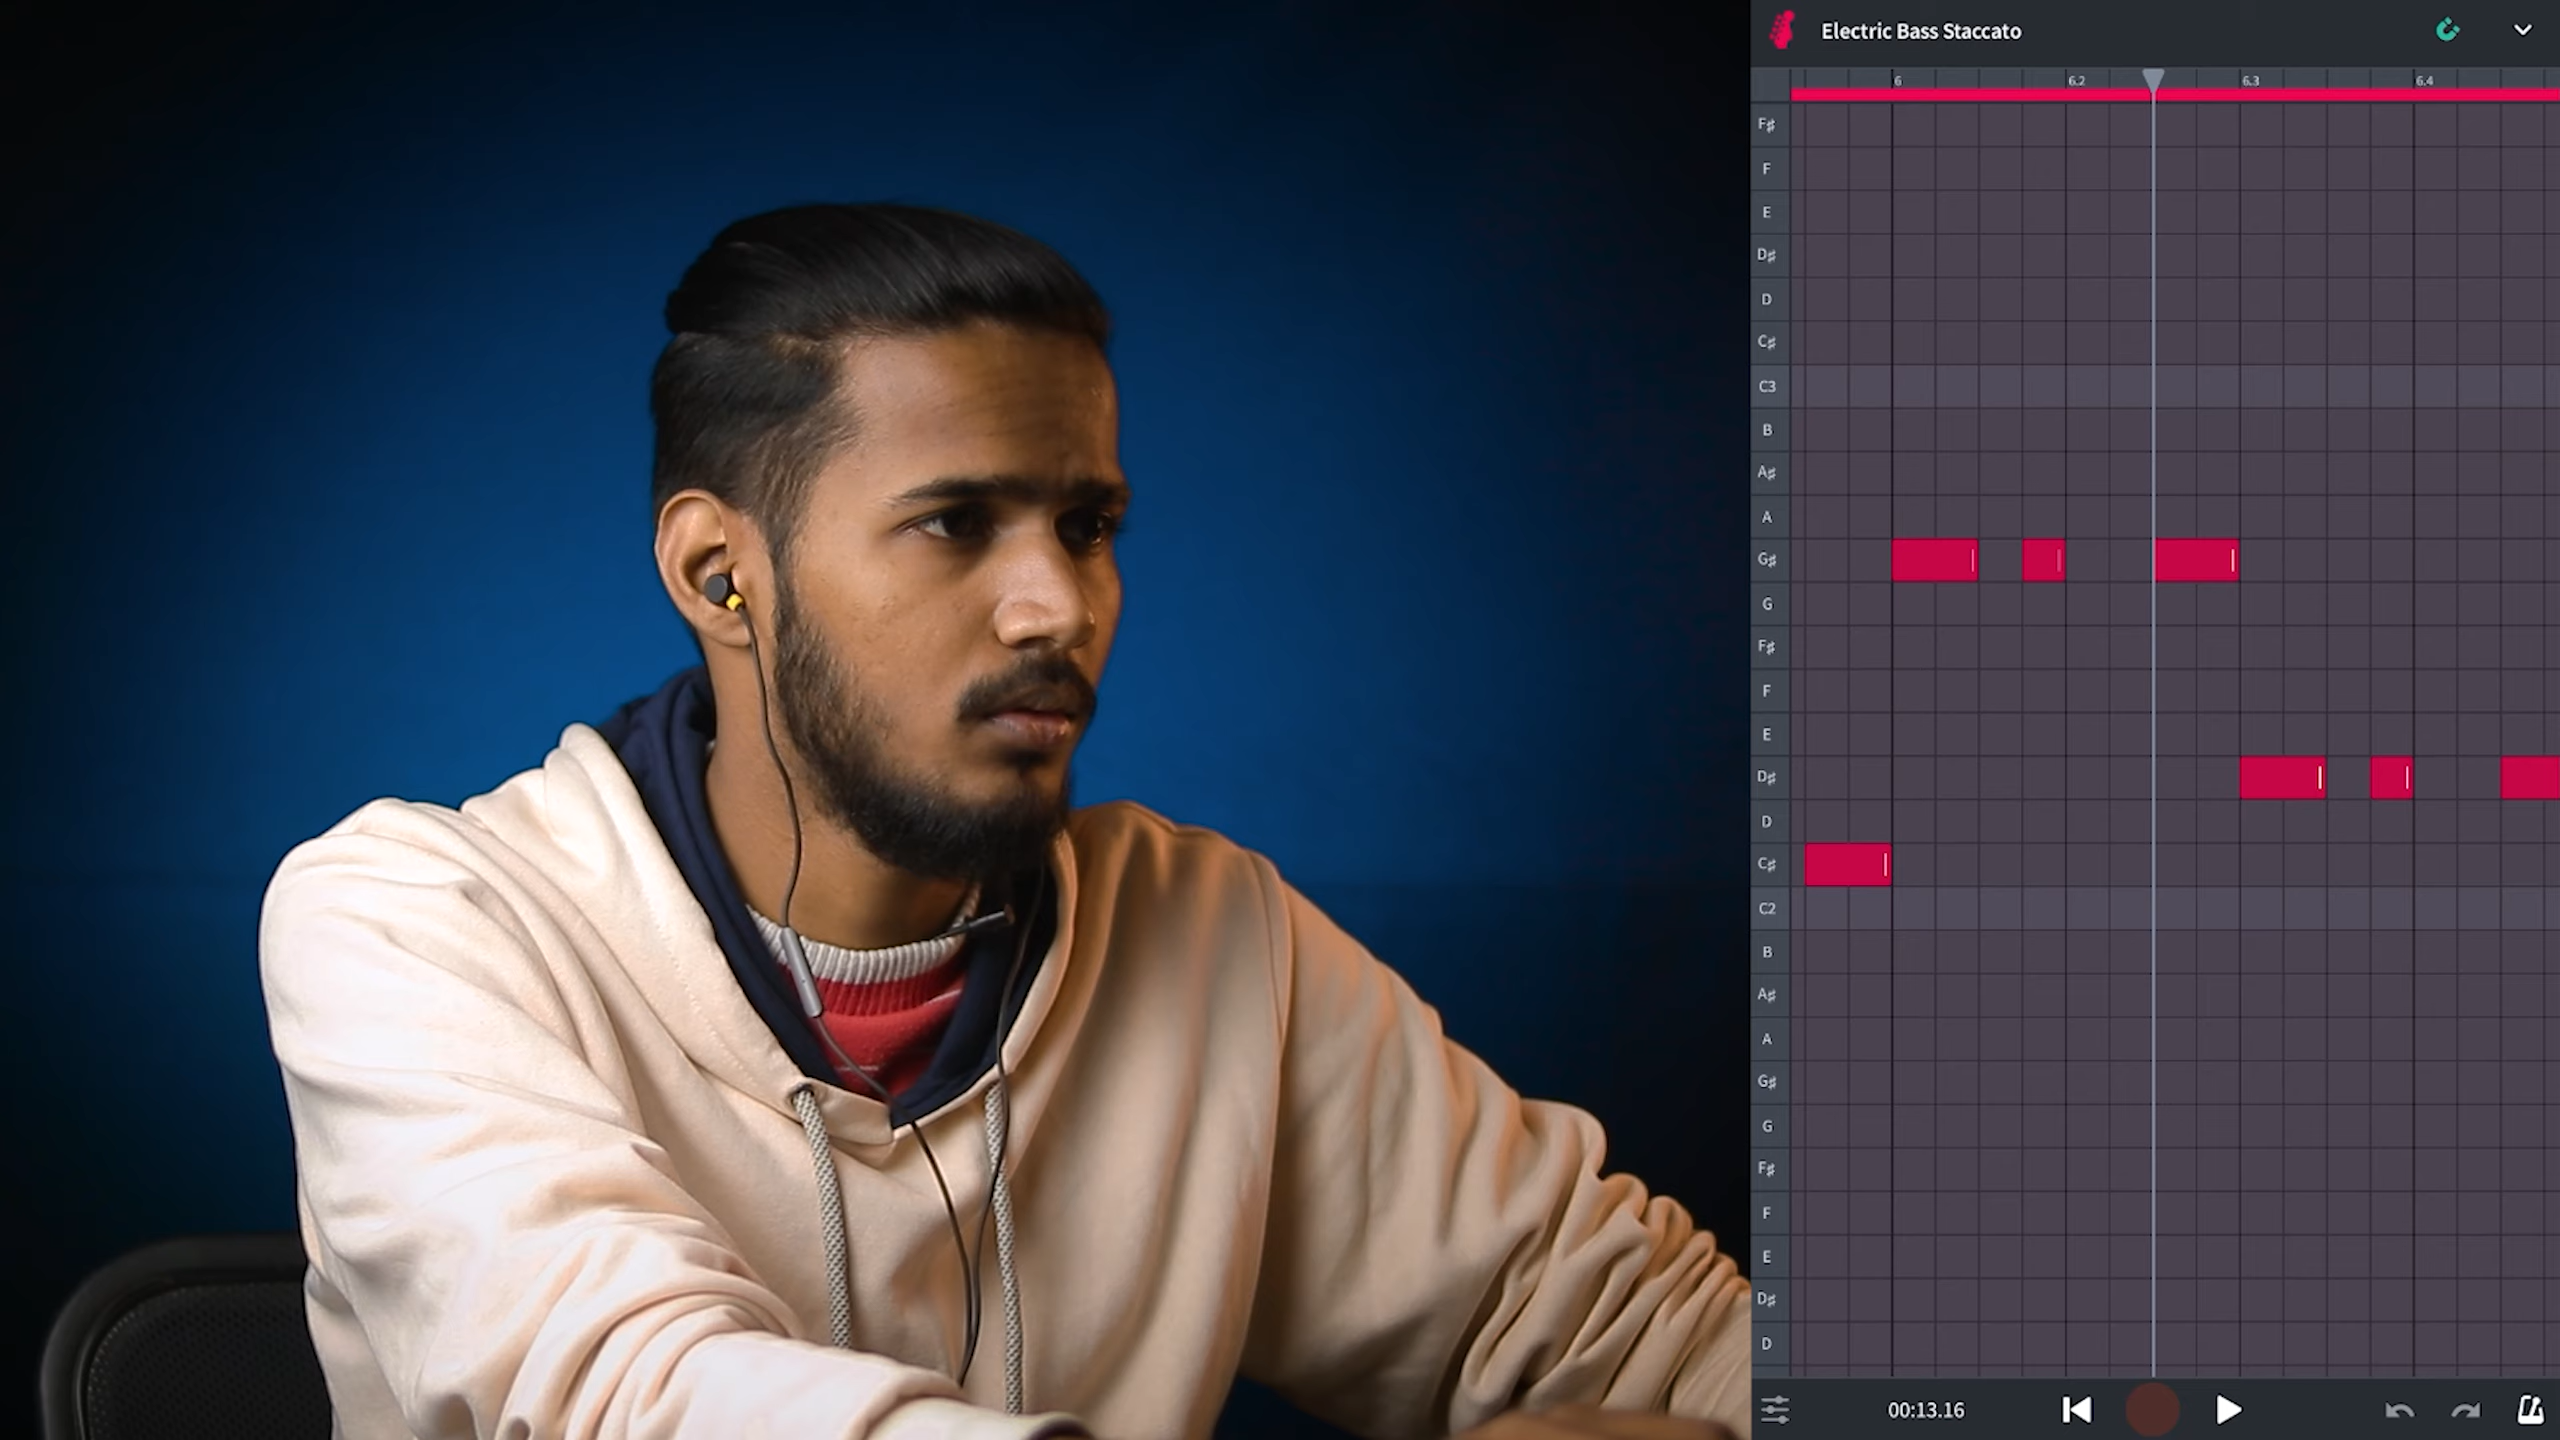 Electric Bass Staccato
6 6.2 6.3 6.4
F♯
F
E
D♯
D
C♯
C3
B
A♯
A
G♯
G
F♯
F
E
D♯
D
C♯
C2
B
A♯
A
G♯
G
F♯
F
E
D♯
D
00:13.16